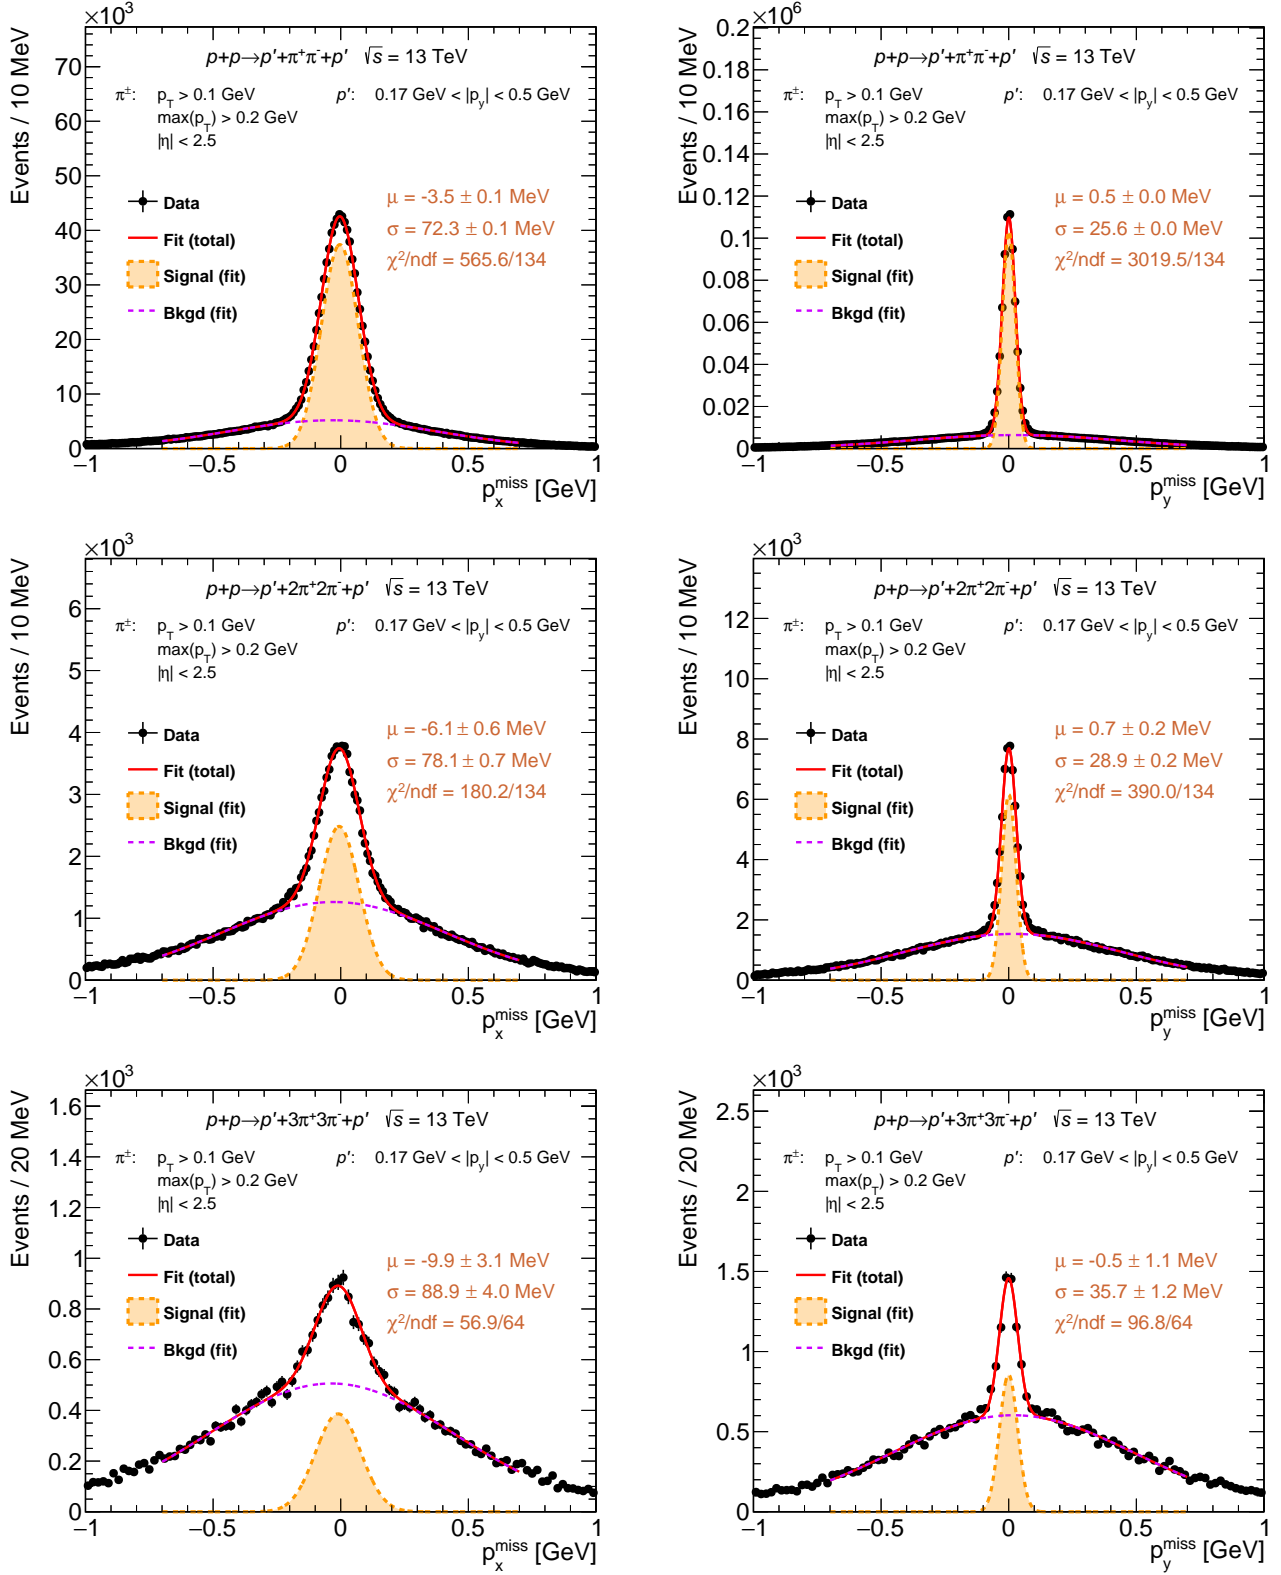 ×10³
Events / 10 MeV
p+p→p′+π⁺π⁻+p′ √s = 13 TeV
π±: p_T > 0.1 GeV p′: 0.17 GeV < |p_y| < 0.5 GeV
max(p_T) > 0.2 GeV
|η| < 2.5
Data
Fit (total)
Signal (fit)
Bkgd (fit)
μ = -3.5 ± 0.1 MeV
σ = 72.3 ± 0.1 MeV
χ²/ndf = 565.6/134
70
60
50
40
30
20
10
0
−1 −0.5 0 0.5 1
p_x^miss [GeV]
×10⁶
Events / 10 MeV
p+p→p′+π⁺π⁻+p′ √s = 13 TeV
π±: p_T > 0.1 GeV p′: 0.17 GeV < |p_y| < 0.5 GeV
max(p_T) > 0.2 GeV
|η| < 2.5
Data
Fit (total)
Signal (fit)
Bkgd (fit)
μ = 0.5 ± 0.0 MeV
σ = 25.6 ± 0.0 MeV
χ²/ndf = 3019.5/134
0.2
0.18
0.16
0.14
0.12
0.1
0.08
0.06
0.04
0.02
0
−1 −0.5 0 0.5 1
p_y^miss [GeV]
×10³
Events / 10 MeV
p+p→p′+2π⁺2π⁻+p′ √s = 13 TeV
π±: p_T > 0.1 GeV p′: 0.17 GeV < |p_y| < 0.5 GeV
max(p_T) > 0.2 GeV
|η| < 2.5
Data
Fit (total)
Signal (fit)
Bkgd (fit)
μ = -6.1 ± 0.6 MeV
σ = 78.1 ± 0.7 MeV
χ²/ndf = 180.2/134
6
5
4
3
2
1
0
−1 −0.5 0 0.5 1
p_x^miss [GeV]
×10³
Events / 10 MeV
p+p→p′+2π⁺2π⁻+p′ √s = 13 TeV
π±: p_T > 0.1 GeV p′: 0.17 GeV < |p_y| < 0.5 GeV
max(p_T) > 0.2 GeV
|η| < 2.5
Data
Fit (total)
Signal (fit)
Bkgd (fit)
μ = 0.7 ± 0.2 MeV
σ = 28.9 ± 0.2 MeV
χ²/ndf = 390.0/134
12
10
8
6
4
2
0
−1 −0.5 0 0.5 1
p_y^miss [GeV]
×10³
Events / 20 MeV
p+p→p′+3π⁺3π⁻+p′ √s = 13 TeV
π±: p_T > 0.1 GeV p′: 0.17 GeV < |p_y| < 0.5 GeV
max(p_T) > 0.2 GeV
|η| < 2.5
Data
Fit (total)
Signal (fit)
Bkgd (fit)
μ = -9.9 ± 3.1 MeV
σ = 88.9 ± 4.0 MeV
χ²/ndf = 56.9/64
1.6
1.4
1.2
1
0.8
0.6
0.4
0.2
0
−1 −0.5 0 0.5 1
p_x^miss [GeV]
×10³
Events / 20 MeV
p+p→p′+3π⁺3π⁻+p′ √s = 13 TeV
π±: p_T > 0.1 GeV p′: 0.17 GeV < |p_y| < 0.5 GeV
max(p_T) > 0.2 GeV
|η| < 2.5
Data
Fit (total)
Signal (fit)
Bkgd (fit)
μ = -0.5 ± 1.1 MeV
σ = 35.7 ± 1.2 MeV
χ²/ndf = 96.8/64
2.5
2
1.5
1
0.5
0
−1 −0.5 0 0.5 1
p_y^miss [GeV]